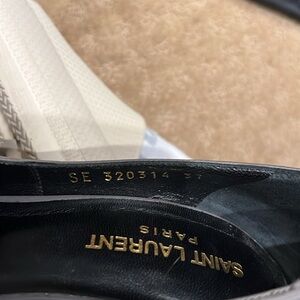 SE 320314 37
SAINT LAURENT
PARIS